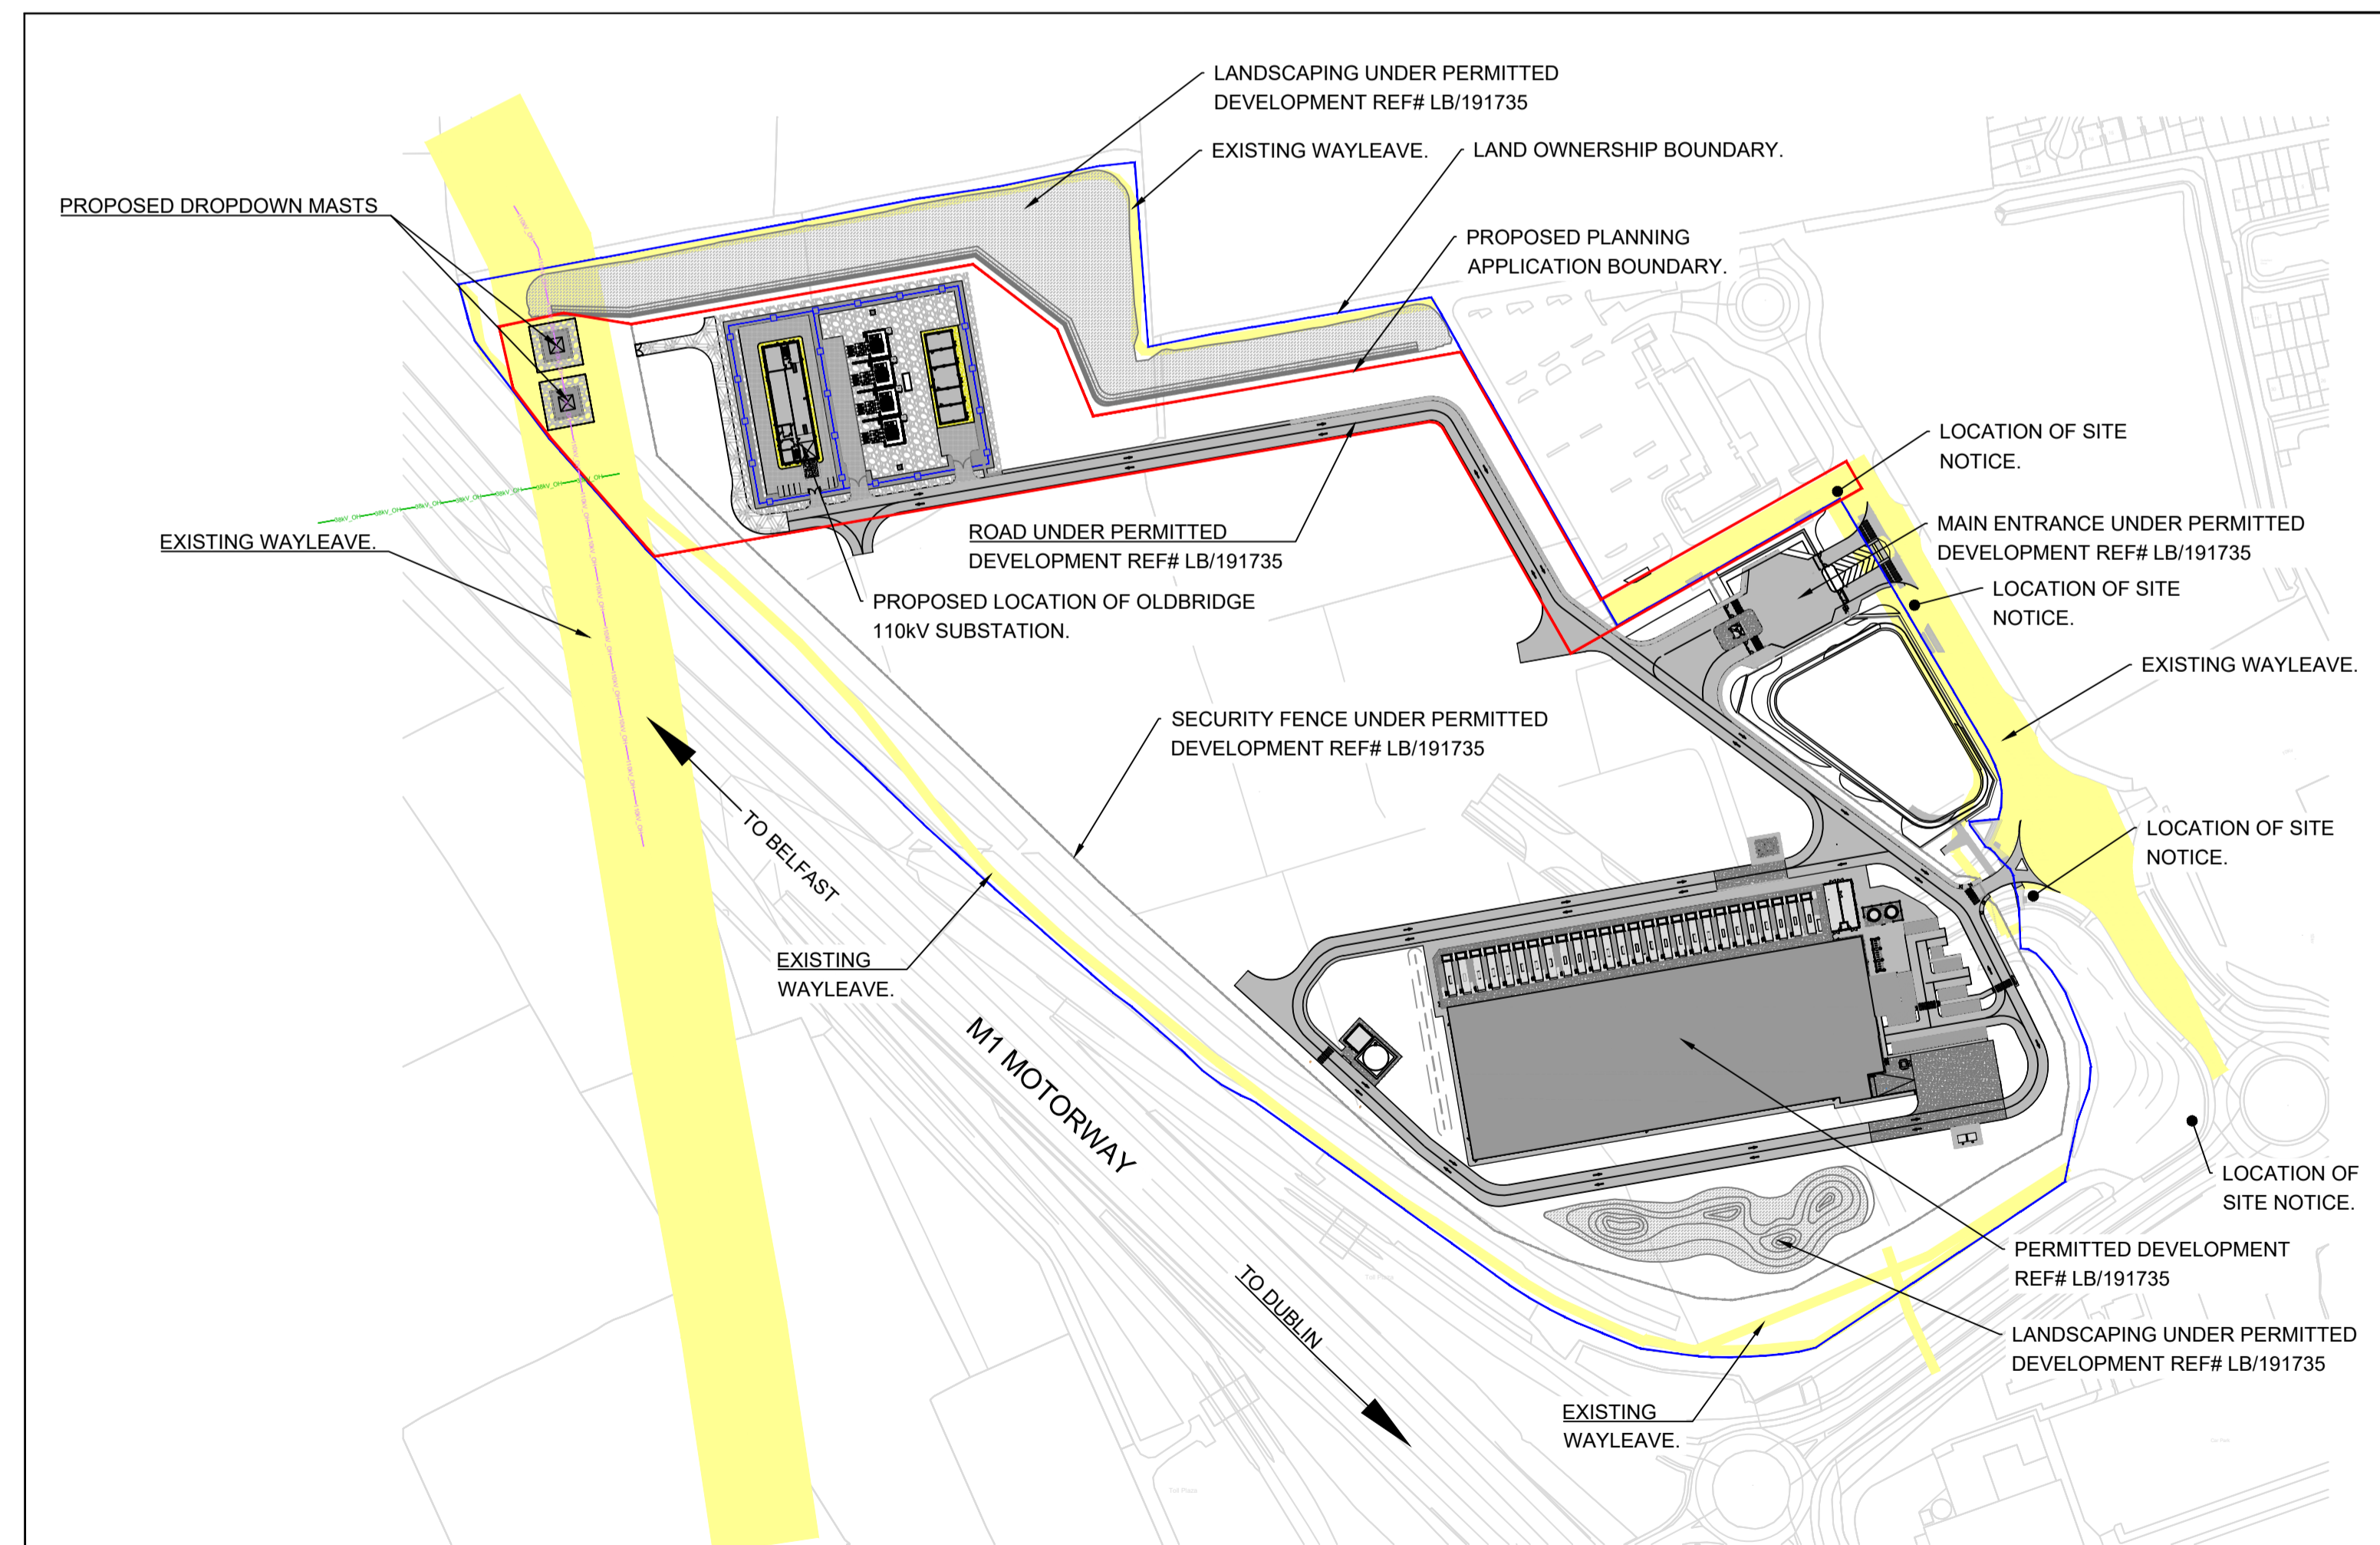 LANDSCAPING UNDER PERMITTED
DEVELOPMENT REF# LB/191735
EXISTING WAYLEAVE.
LAND OWNERSHIP BOUNDARY.
PROPOSED DROPDOWN MASTS
PROPOSED PLANNING
APPLICATION BOUNDARY.
LOCATION OF SITE
NOTICE.
EXISTING WAYLEAVE.
ROAD UNDER PERMITTED
DEVELOPMENT REF# LB/191735
MAIN ENTRANCE UNDER PERMITTED
DEVELOPMENT REF# LB/191735
PROPOSED LOCATION OF OLDBRIDGE
110kV SUBSTATION.
LOCATION OF SITE
NOTICE.
EXISTING WAYLEAVE.
SECURITY FENCE UNDER PERMITTED
DEVELOPMENT REF# LB/191735
TO BELFAST
LOCATION OF SITE
NOTICE.
EXISTING
WAYLEAVE.
M1 MOTORWAY
LOCATION OF
SITE NOTICE.
PERMITTED DEVELOPMENT
REF# LB/191735
TO DUBLIN
Toll Plaza
LANDSCAPING UNDER PERMITTED
DEVELOPMENT REF# LB/191735
EXISTING
WAYLEAVE.
Toll Plaza